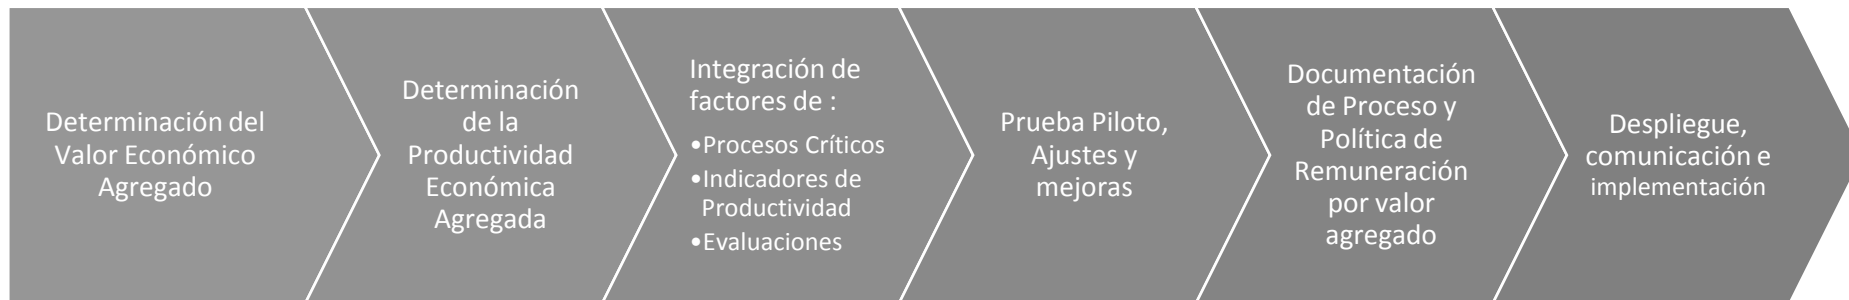 Determinación del
Valor Económico
Agregado
Determinación
de la
Productividad
Económica
Agregada
Integración de
factores de :
•Procesos Críticos
•Indicadores de
Productividad
•Evaluaciones
Prueba Piloto,
Ajustes y
mejoras
Documentación
de Proceso y
Política de
Remuneración
por valor
agregado
Despliegue,
comunicación e
implementación